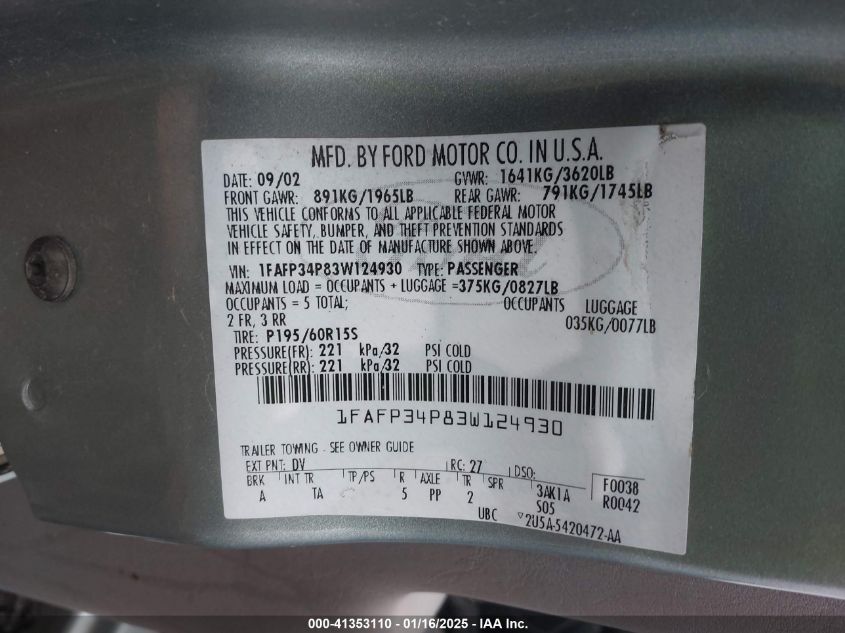 MFD. BY FORD MOTOR CO. IN U.S.A.
DATE: 09/02 GVWR: 1641KG/3620LB
FRONT GAWR: 891KG/1965LB REAR GAWR: 791KG/1745LB
THIS VEHICLE CONFORMS TO ALL APPLICABLE FEDERAL MOTOR
VEHICLE SAFETY, BUMPER, AND THEFT PREVENTION STANDARDS
IN EFFECT ON THE DATE OF MANUFACTURE SHOWN ABOVE.
VIN: 1FAFP34P83W124930 TYPE: PASSENGER
MAXIMUM LOAD = OCCUPANTS + LUGGAGE =375KG/0827LB
OCCUPANTS = 5 TOTAL; OCCUPANTS LUGGAGE
2 FR, 3 RR 035KG/0077LB
TIRE: P195/60R15S
PRESSURE(FR): 221 kPa/32 PSI COLD
PRESSURE(RR): 221 kPa/32 PSI COLD
1FAFP34P83W124930
TRAILER TOWING - SEE OWNER GUIDE
EXT PNT: DV RC: 27 DSO:
BRK INT TR TP/PS R AXLE TR SPR 3AK1A F0038
A TA 5 PP 2 S05 R0042
UBC ▽2U5A-5420472-AA
000-41353110 - 01/16/2025 - IAA Inc.